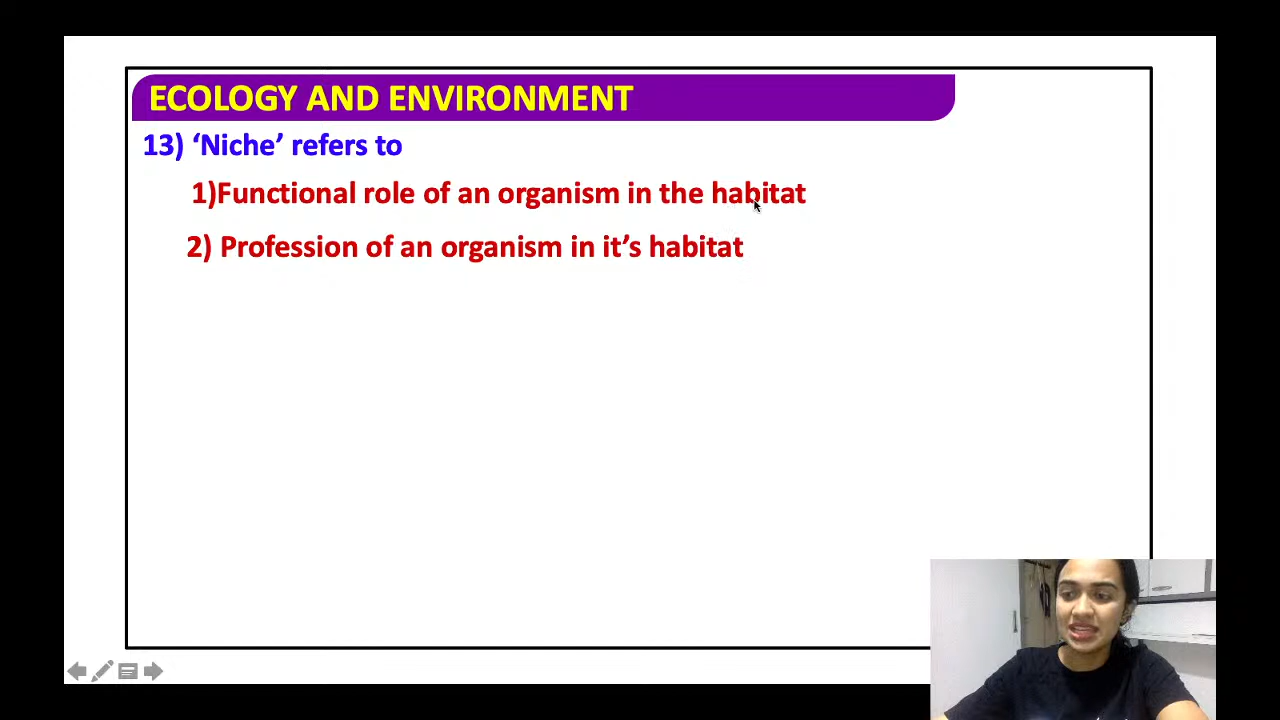 ECOLOGY AND ENVIRONMENT
13) ‘Niche’ refers to
1)Functional role of an organism in the habitat
2) Profession of an organism in it’s habitat